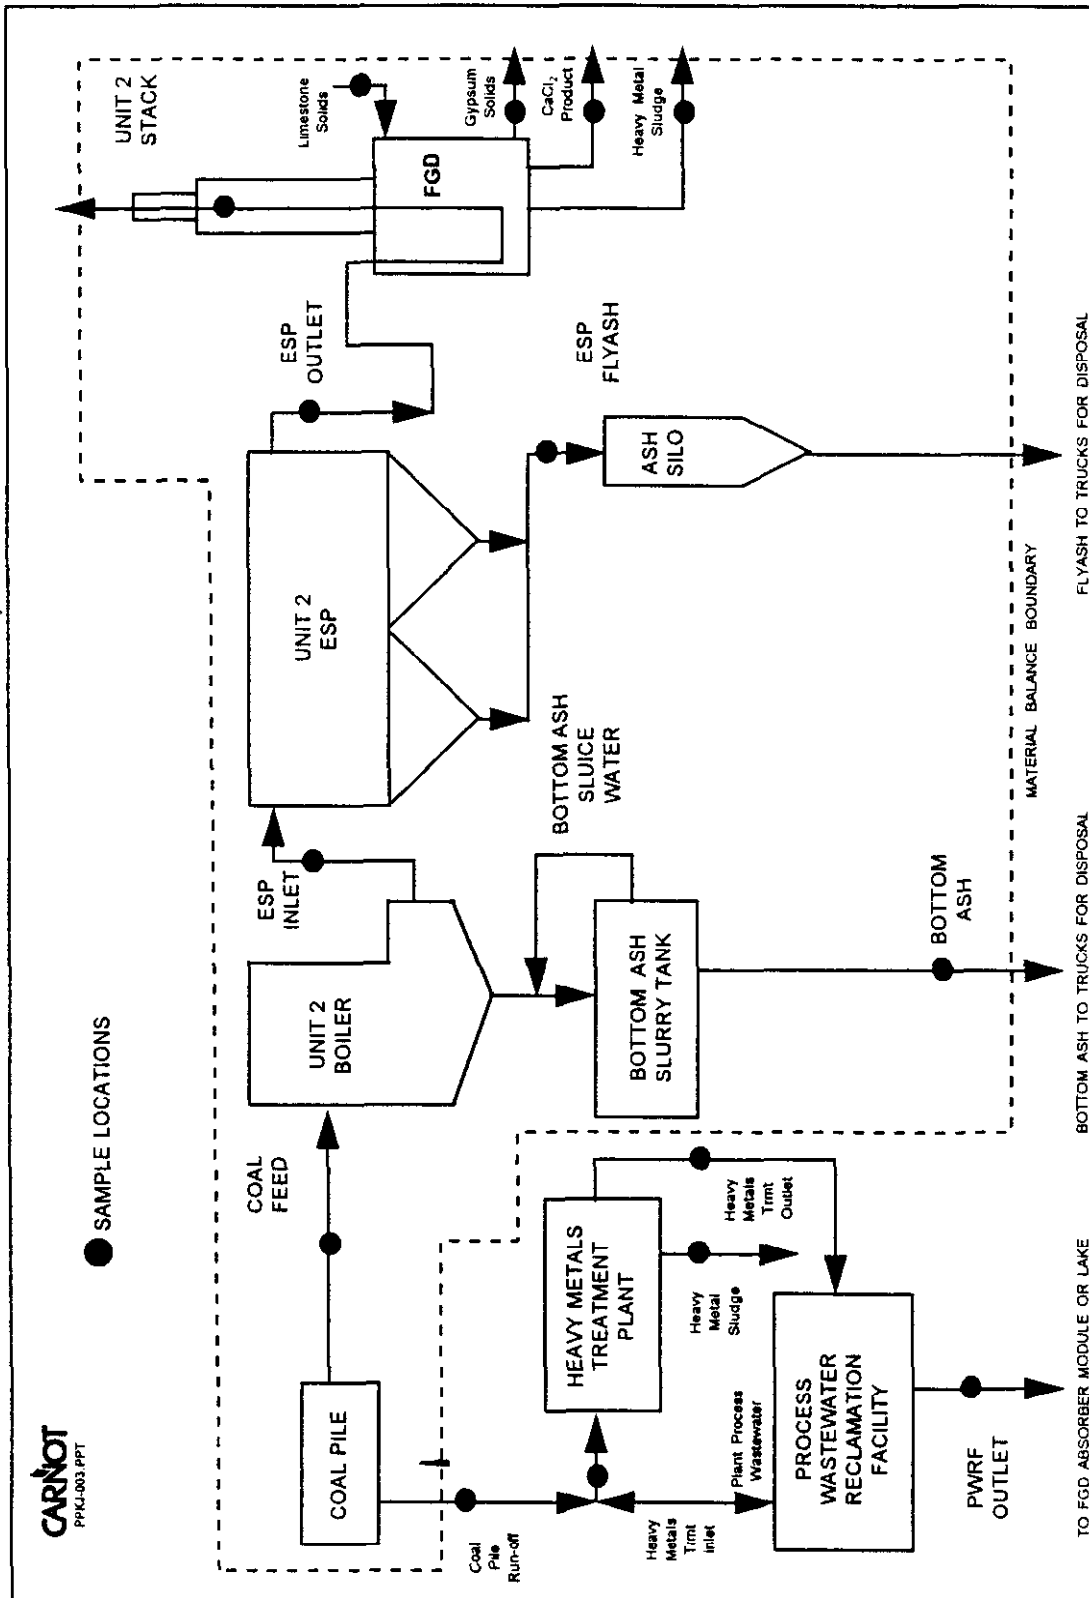 CARNOT
PPKJ-003.PPT
SAMPLE LOCATIONS
UNIT 2
STACK
Limestone
Solids
FGD
Gypsum
Solids
CaCl₂
Product
Heavy Metal
Sludge
ESP
OUTLET
UNIT 2
ESP
ESP
INLET
UNIT 2
BOILER
COAL
FEED
COAL PILE
ESP
FLYASH
ASH
SILO
BOTTOM ASH
SLUICE
WATER
BOTTOM ASH
SLURRY TANK
BOTTOM
ASH
HEAVY METALS
TREATMENT
PLANT
Heavy
Metals
Trmt
Outlet
Heavy
Metal
Sludge
Coal
Pile
Run-off
Heavy
Metals
Trmt
Inlet
Plant Process
Wastewater
PROCESS
WASTEWATER
RECLAMATION
FACILITY
PWRF
OUTLET
MATERIAL BALANCE BOUNDARY
TO FGD ABSORBER MODULE OR LAKE
BOTTOM ASH TO TRUCKS FOR DISPOSAL
FLYASH TO TRUCKS FOR DISPOSAL